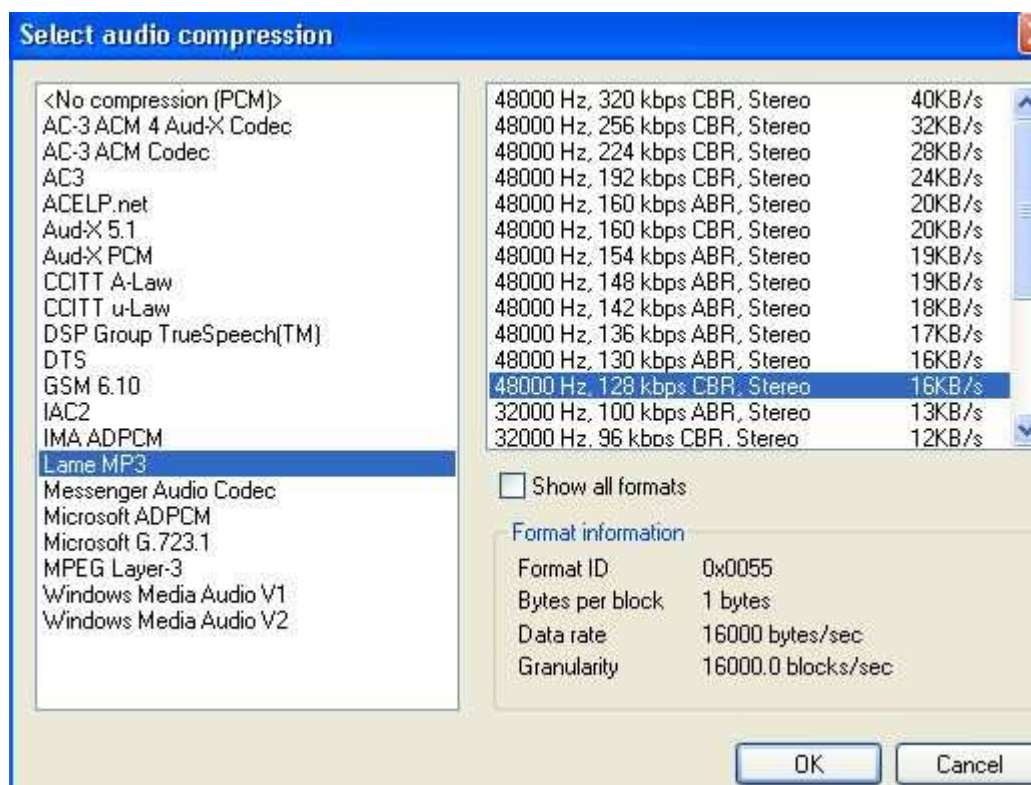 Select audio compression
<No compression (PCM)>
AC-3 ACM 4 Aud-X Codec
AC-3 ACM Codec
AC3
ACELP.net
Aud-X 5.1
Aud-X PCM
CCITT A-Law
CCITT u-Law
DSP Group TrueSpeech(TM)
DTS
GSM 6.10
IAC2
IMA ADPCM
Lame MP3
Messenger Audio Codec
Microsoft ADPCM
Microsoft G.723.1
MPEG Layer-3
Windows Media Audio V1
Windows Media Audio V2
48000 Hz, 320 kbps CBR, Stereo 40KB/s
48000 Hz, 256 kbps CBR, Stereo 32KB/s
48000 Hz, 224 kbps CBR, Stereo 28KB/s
48000 Hz, 192 kbps CBR, Stereo 24KB/s
48000 Hz, 160 kbps ABR, Stereo 20KB/s
48000 Hz, 160 kbps CBR, Stereo 20KB/s
48000 Hz, 154 kbps ABR, Stereo 19KB/s
48000 Hz, 148 kbps ABR, Stereo 19KB/s
48000 Hz, 142 kbps ABR, Stereo 18KB/s
48000 Hz, 136 kbps ABR, Stereo 17KB/s
48000 Hz, 130 kbps ABR, Stereo 16KB/s
48000 Hz, 128 kbps CBR, Stereo 16KB/s
32000 Hz, 100 kbps ABR, Stereo 13KB/s
32000 Hz, 96 kbps CBR, Stereo 12KB/s
Show all formats
Format information
Format ID 0x0055
Bytes per block 1 bytes
Data rate 16000 bytes/sec
Granularity 16000.0 blocks/sec
OK Cancel